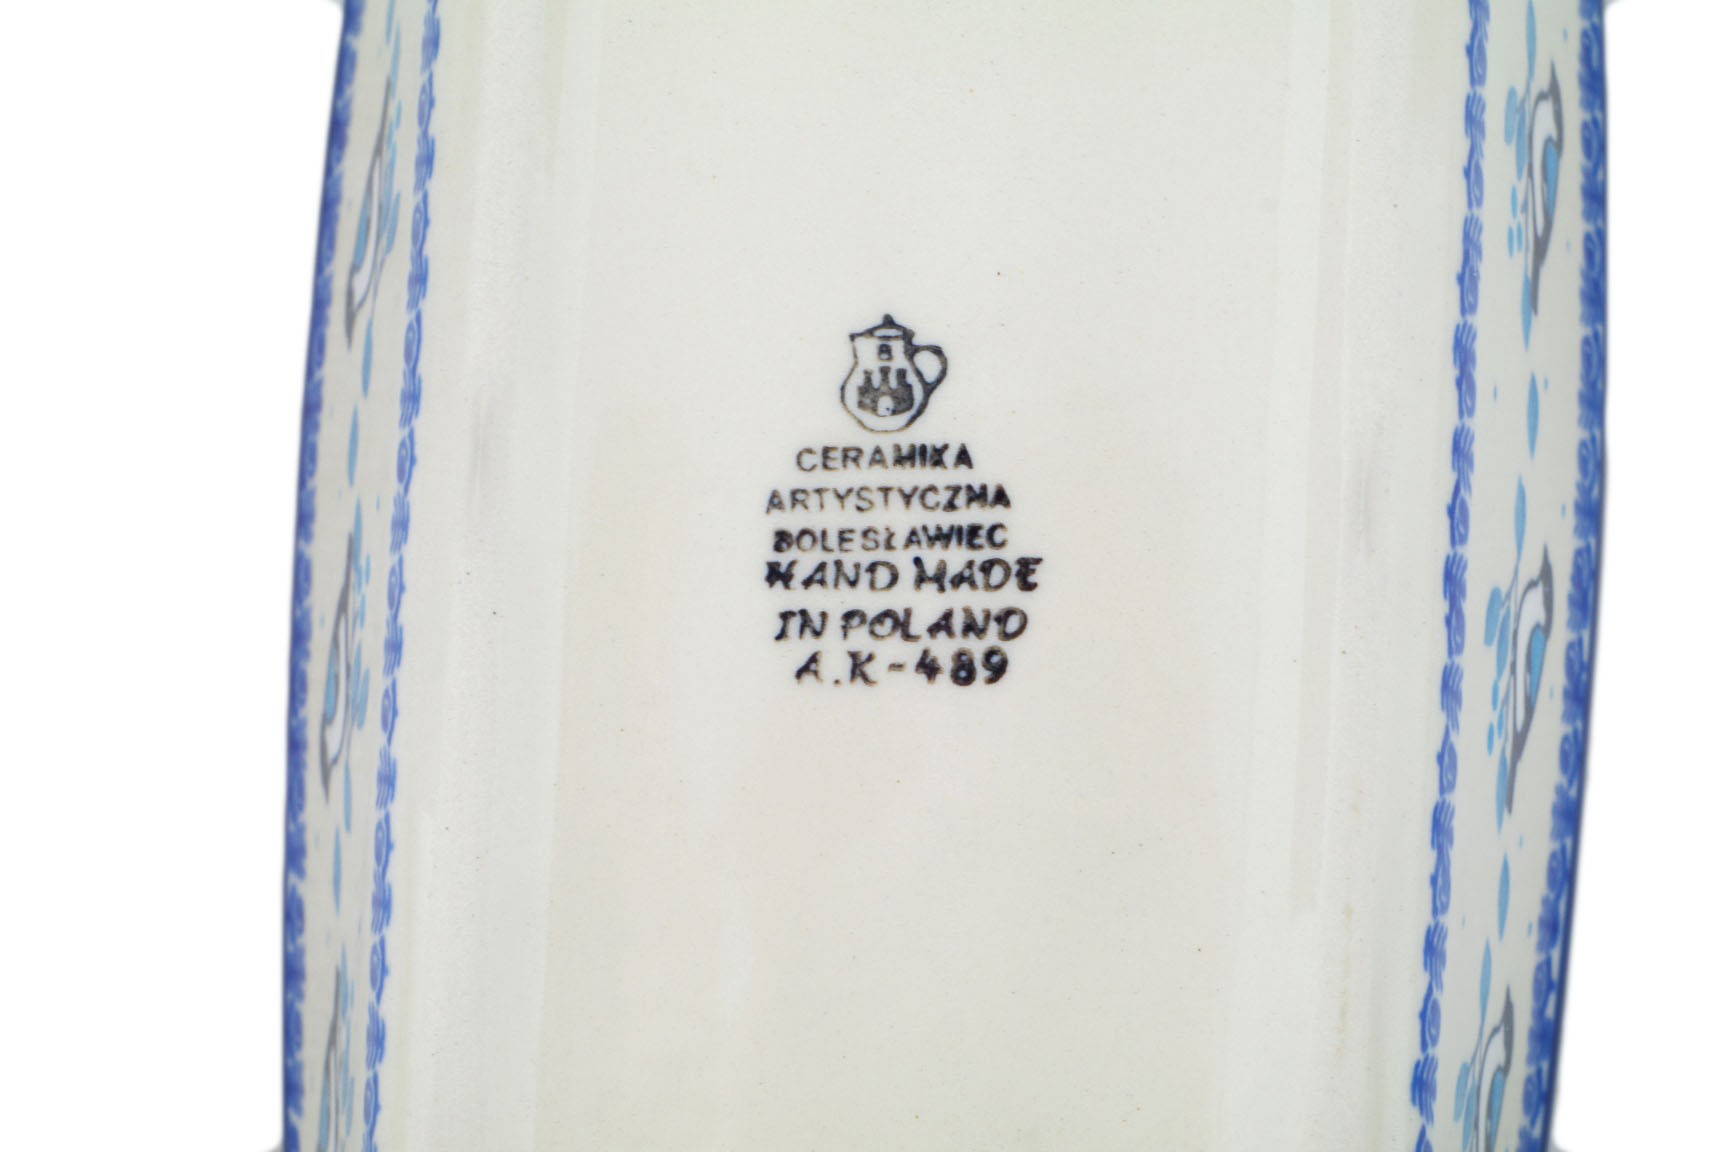 CERAMIKA
ARTYSTYCZNA
BOLESŁAWIEC
HAND MADE
IN POLAND
A.K-489